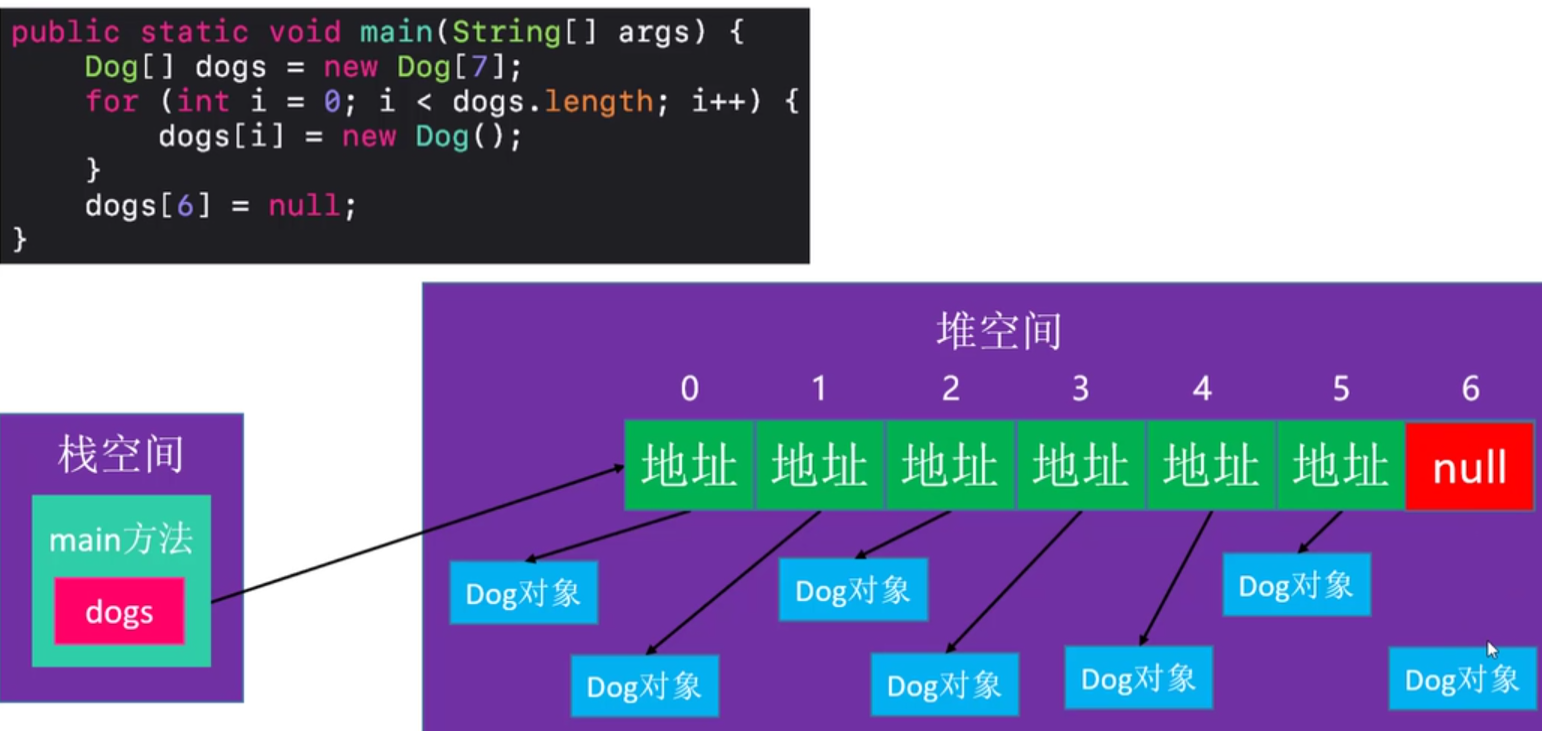 public static void main(String[] args) {
    Dog[] dogs = new Dog[7];
    for (int i = 0; i < dogs.length; i++) {
        dogs[i] = new Dog();
    }
    dogs[6] = null;
}
堆空间
0 1 2 3 4 5 6
地址 地址 地址 地址 地址 地址 null
栈空间
main方法
dogs
Dog对象 Dog对象 Dog对象
Dog对象 Dog对象 Dog对象 Dog对象